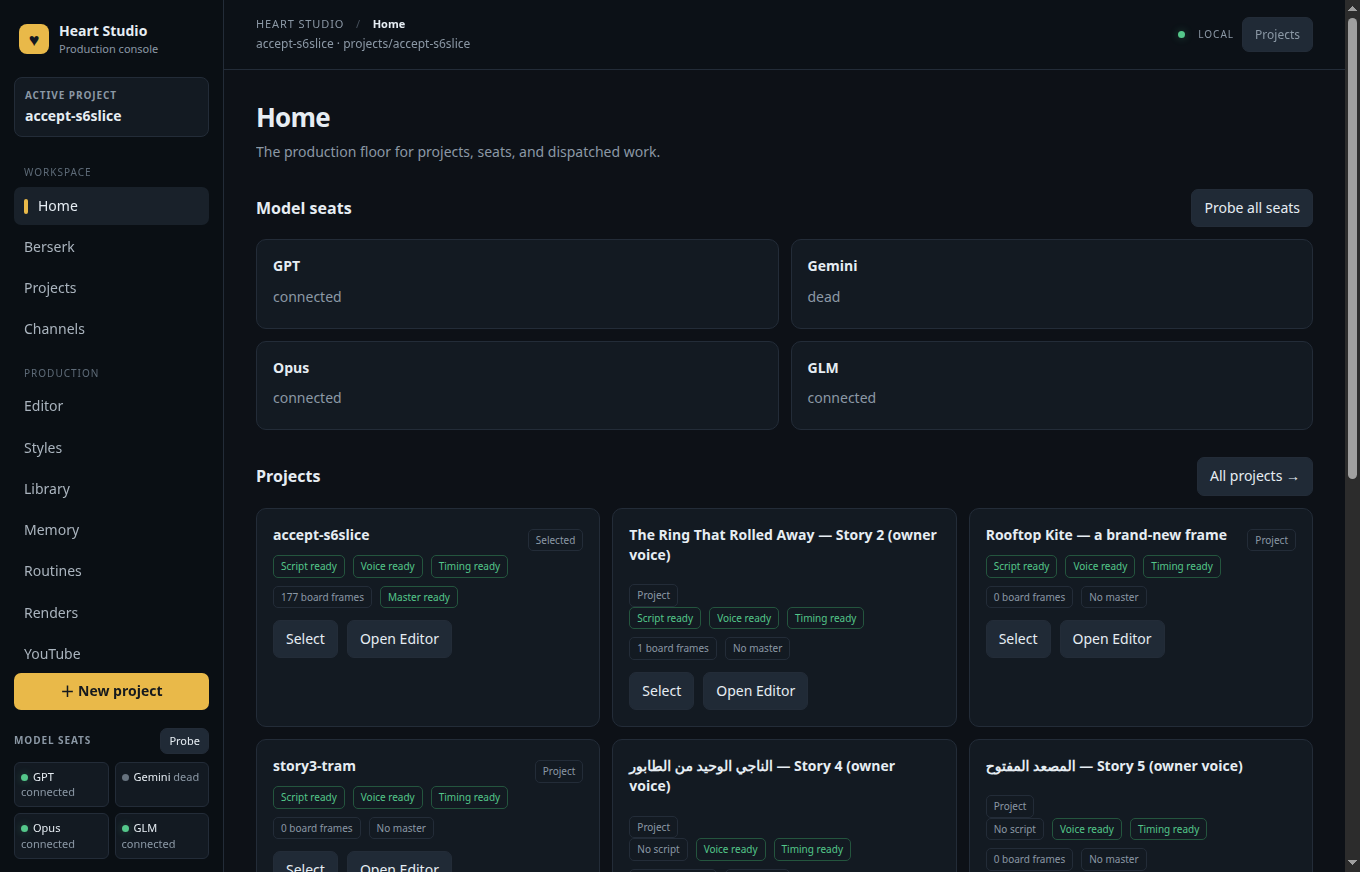 Heart Studio
Production console
ACTIVE PROJECT
accept-s6slice
WORKSPACE
Home
Berserk
Projects
Channels
PRODUCTION
Editor
Styles
Library
Memory
Routines
Renders
YouTube
+ New project
MODEL SEATS
Probe
GPT
connected
Gemini dead
Opus
connected
GLM
connected
HEART STUDIO / Home
accept-s6slice · projects/accept-s6slice
LOCAL
Projects
Home
The production floor for projects, seats, and dispatched work.
Model seats
Probe all seats
GPT
connected
Gemini
dead
Opus
connected
GLM
connected
Projects
All projects →
accept-s6slice
Selected
Script ready Voice ready Timing ready
177 board frames Master ready
Select Open Editor
The Ring That Rolled Away — Story 2 (owner
voice)
Project
Script ready Voice ready Timing ready
1 board frames No master
Select Open Editor
Rooftop Kite — a brand-new frame
Project
Script ready Voice ready Timing ready
0 board frames No master
Select Open Editor
story3-tram
Project
Script ready Voice ready Timing ready
0 board frames No master
Select Open Editor
الناجي الوحيد من الطابور — Story 4 (owner
voice)
Project
No script Voice ready Timing ready
المصعد المفتوح — Story 5 (owner voice)
Project
No script Voice ready Timing ready
0 board frames No master